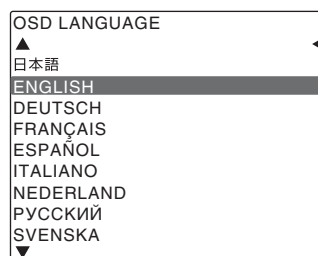 OSD LANGUAGE
日本語
ENGLISH
DEUTSCH
FRANÇAIS
ESPAÑOL
ITALIANO
NEDERLAND
РУССКИЙ
SVENSKA